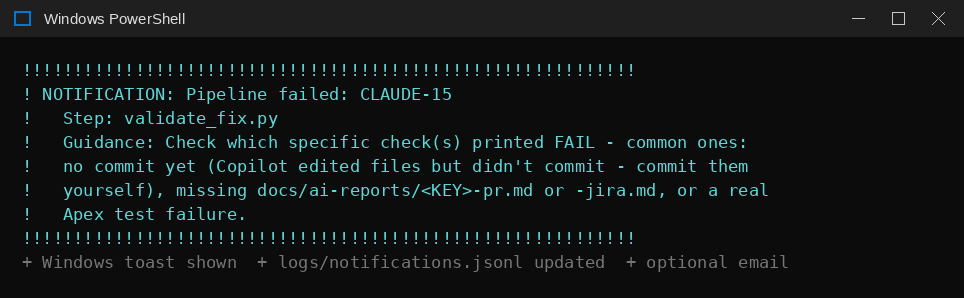 Windows PowerShell
!!!!!!!!!!!!!!!!!!!!!!!!!!!!!!!!!!!!!!!!!!!!!!!!!!!!!!!!!!!!
! NOTIFICATION: Pipeline failed: CLAUDE-15
!   Step: validate_fix.py
!   Guidance: Check which specific check(s) printed FAIL - common ones:
!   no commit yet (Copilot edited files but didn't commit - commit them
!   yourself), missing docs/ai-reports/<KEY>-pr.md or -jira.md, or a real
!   Apex test failure.
!!!!!!!!!!!!!!!!!!!!!!!!!!!!!!!!!!!!!!!!!!!!!!!!!!!!!!!!!!!!
+ Windows toast shown  + logs/notifications.jsonl updated  + optional email